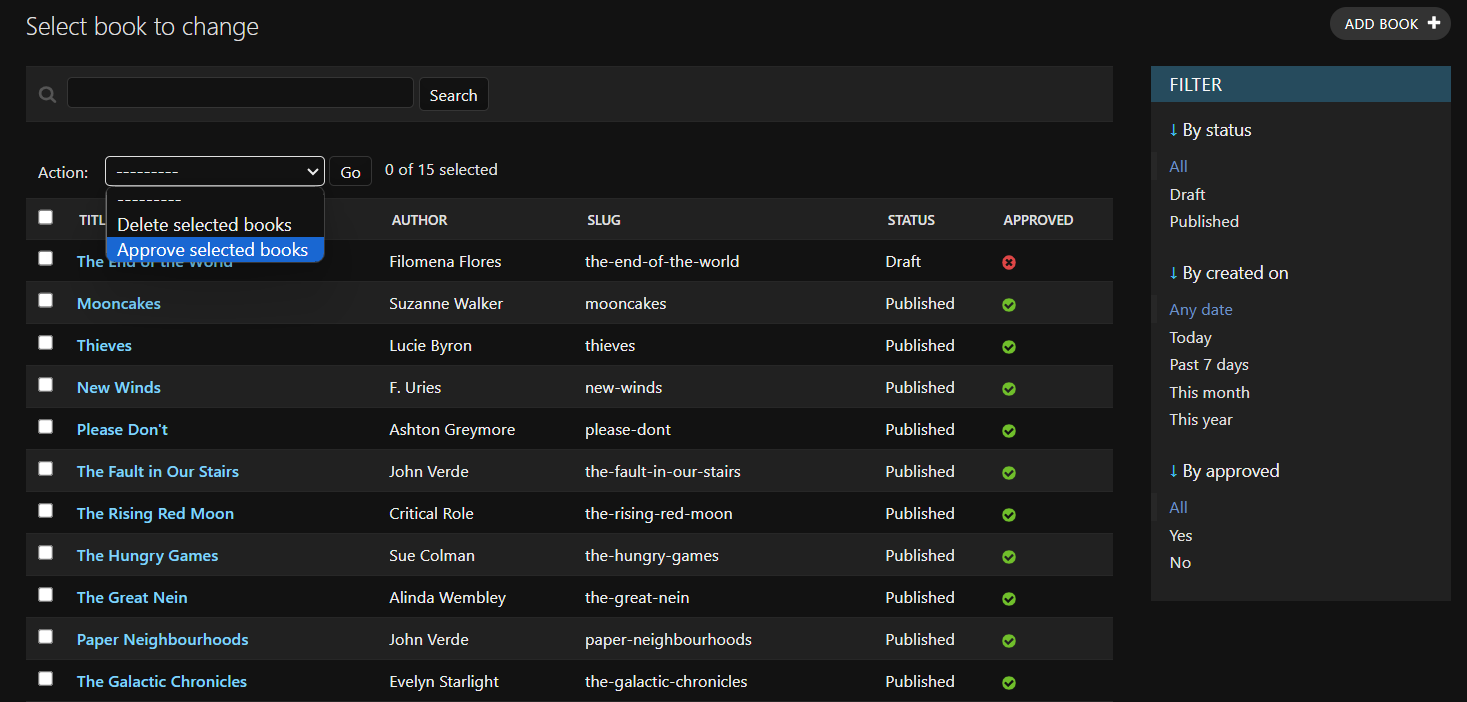 Select book to change
ADD BOOK
Search
Action: ---------
Go
0 of 15 selected
---------
Delete selected books
Approve selected books
TITL AUTHOR SLUG STATUS APPROVED
The End of the World Filomena Flores the-end-of-the-world Draft
Mooncakes Suzanne Walker mooncakes Published
Thieves Lucie Byron thieves Published
New Winds F. Uries new-winds Published
Please Don't Ashton Greymore please-dont Published
The Fault in Our Stairs John Verde the-fault-in-our-stairs Published
The Rising Red Moon Critical Role the-rising-red-moon Published
The Hungry Games Sue Colman the-hungry-games Published
The Great Nein Alinda Wembley the-great-nein Published
Paper Neighbourhoods John Verde paper-neighbourhoods Published
The Galactic Chronicles Evelyn Starlight the-galactic-chronicles Published
FILTER
↓ By status
All
Draft
Published
↓ By created on
Any date
Today
Past 7 days
This month
This year
↓ By approved
All
Yes
No